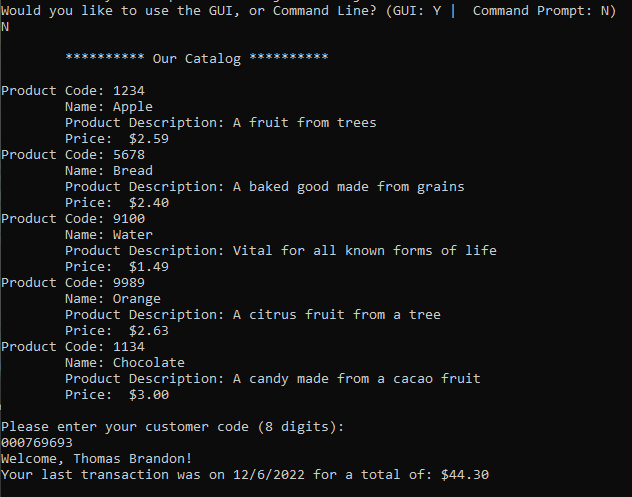 Would you like to use the GUI, or Command Line? (GUI: Y |  Command Prompt: N)
N
********** Our Catalog **********
Product Code: 1234
Name: Apple
Product Description: A fruit from trees
Price:  $2.59
Product Code: 5678
Name: Bread
Product Description: A baked good made from grains
Price:  $2.40
Product Code: 9100
Name: Water
Product Description: Vital for all known forms of life
Price:  $1.49
Product Code: 9989
Name: Orange
Product Description: A citrus fruit from a tree
Price:  $2.63
Product Code: 1134
Name: Chocolate
Product Description: A candy made from a cacao fruit
Price:  $3.00
Please enter your customer code (8 digits):
000769693
Welcome, Thomas Brandon!
Your last transaction was on 12/6/2022 for a total of: $44.30